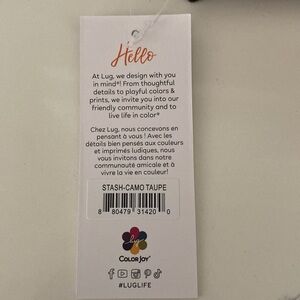 Hello
At Lug, we design with you
in mind*! From thoughtful
details to playful colors &
prints, we invite you into our
friendly community and to
live life in color*
Chez Lug, nous concevons en
pensant à vous ! Avec les
détails bien pensés aux couleurs
et imprimés ludiques, nous
vous invitons dans notre
communauté amicale et à
vivre la vie en couleur!
STASH-CAMO TAUPE
8 80479 31420 0
lug
COLORJOY
#LUGLIFE